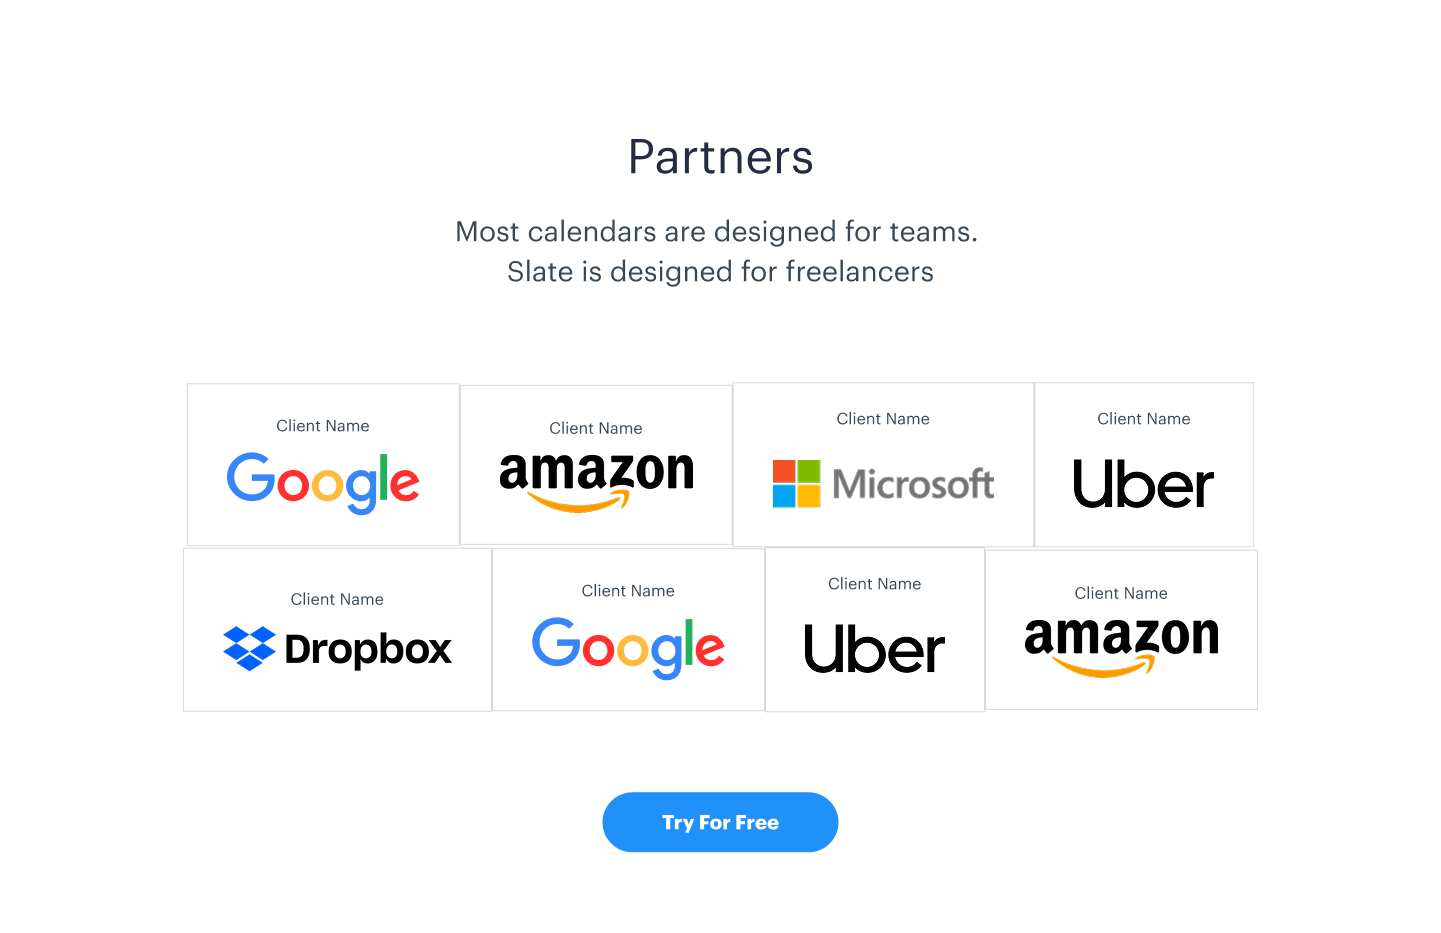 Partners
Most calendars are designed for teams.
Slate is designed for freelancers
Client Name
Google
Client Name
amazon
Client Name
Microsoft
Client Name
Uber
Client Name
Dropbox
Client Name
Google
Client Name
Uber
Client Name
amazon
Try For Free